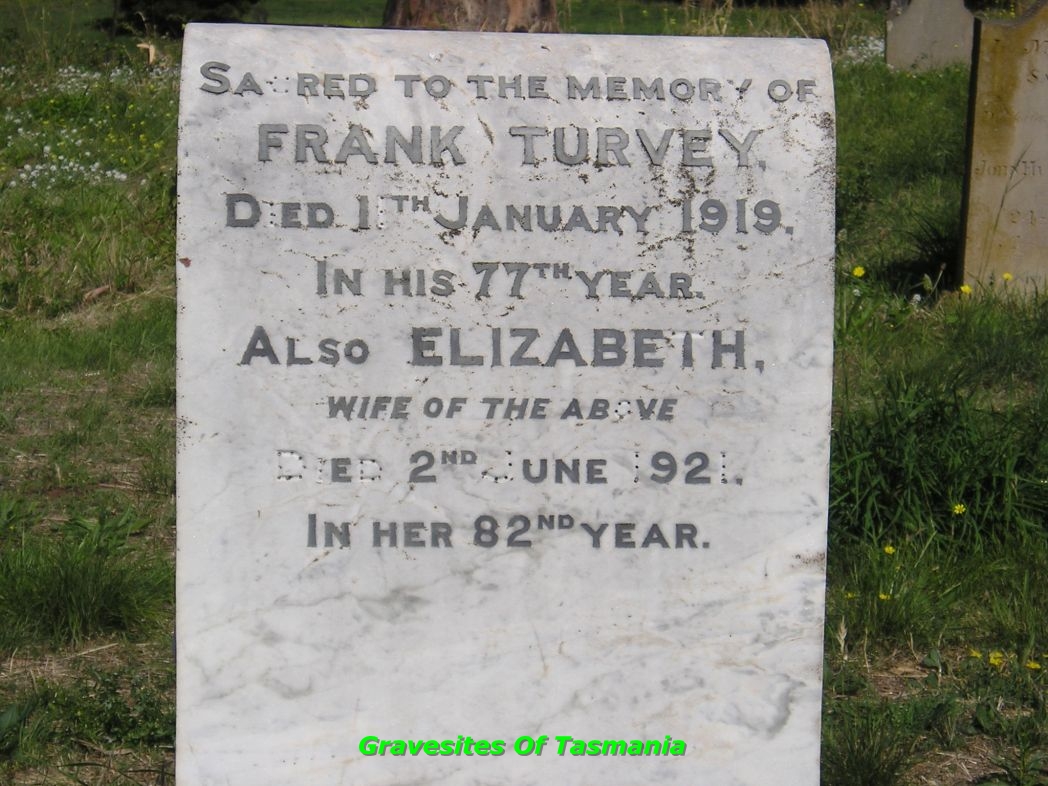 SACRED TO THE MEMORY OF
FRANK TURVEY,
DIED JANUARY 1919.
IN HIS 77TH YEAR.
ALSO ELIZABETH,
WIFE OF THE ABOVE
DIED 2ND JUNE 1921.
IN HER 82ND YEAR.
Gravesites Of Tasmania